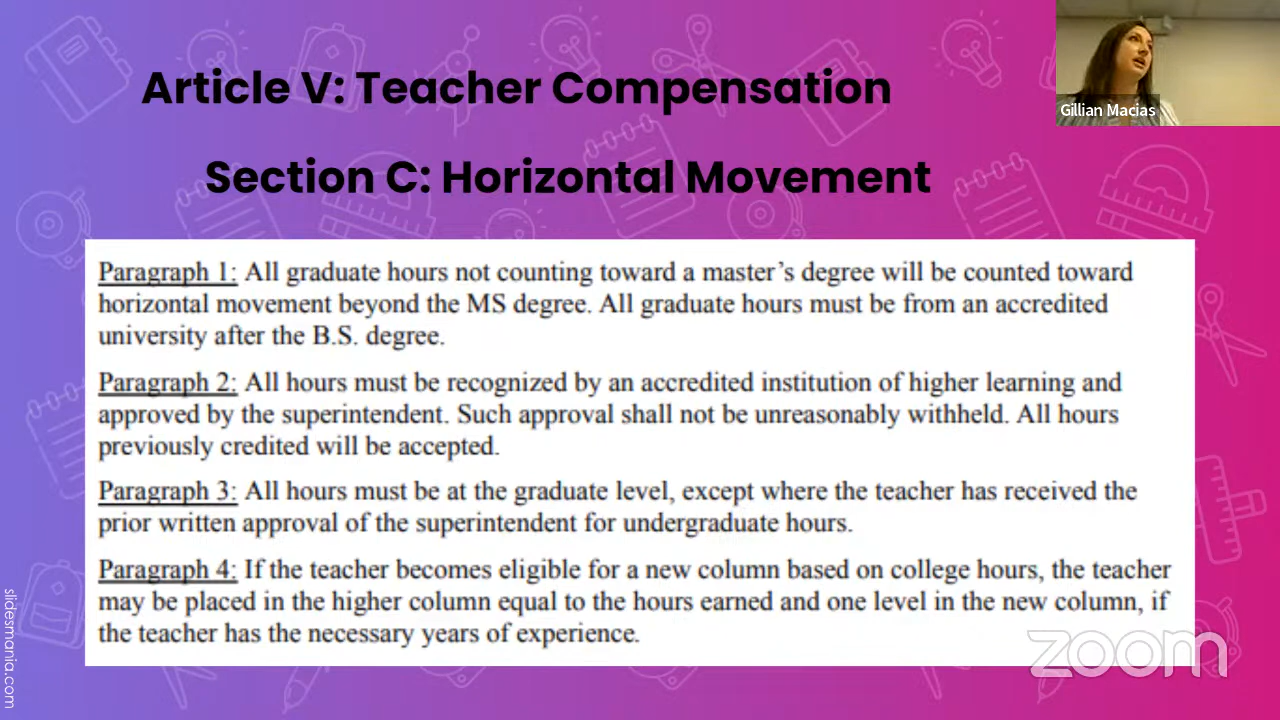 Article V: Teacher Compensation
Section C: Horizontal Movement
Gillian Macias
Paragraph 1: All graduate hours not counting toward a master’s degree will be counted toward
horizontal movement beyond the MS degree. All graduate hours must be from an accredited
university after the B.S. degree.
Paragraph 2: All hours must be recognized by an accredited institution of higher learning and
approved by the superintendent. Such approval shall not be unreasonably withheld. All hours
previously credited will be accepted.
Paragraph 3: All hours must be at the graduate level, except where the teacher has received the
prior written approval of the superintendent for undergraduate hours.
Paragraph 4: If the teacher becomes eligible for a new column based on college hours, the teacher
may be placed in the higher column equal to the hours earned and one level in the new column, if
the teacher has the necessary years of experience.
zoom
slidesmania.com